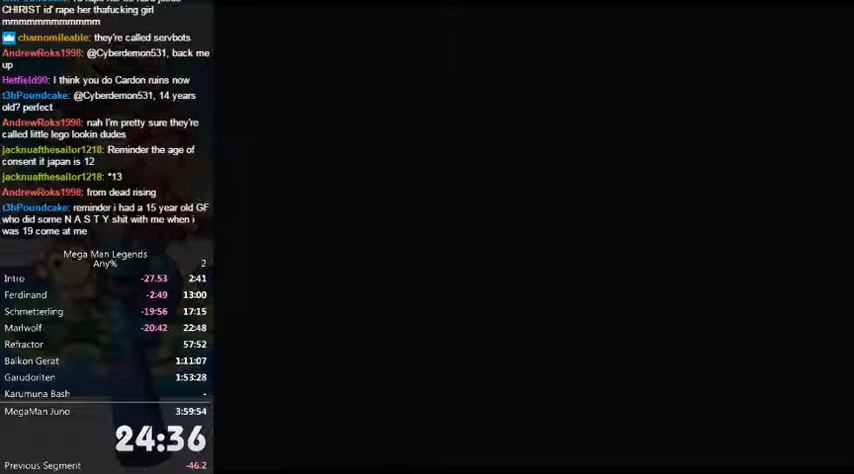 CHIRIST id' rape her thafucking girl
mmmmmmmmmmmm
chamomileable: they're called servbots
AndrewRoks1998: @Cyberdemon531, back me
up
Hetfield90: I think you do Cardon ruins now
t3hPoundcake: @Cyberdemon531, 14 years
old? perfect
AndrewRoks1998: nah I'm pretty sure they're
called little lego lookin dudes
jacknuafthesailor1218: Reminder the age of
consent it japan is 12
jacknuafthesailor1218: *13
AndrewRoks1998: from dead rising
t3hPoundcake: reminder i had a 15 year old GF
who did some N A S T Y shit with me when i
was 19 come at me
Mega Man Legends
Any% 2
Intro -27.53 2:41
Ferdinand -2:49 13:00
Schmetterling -19:56 17:15
Marlwolf -20:42 22:48
Refractor 57:52
Balkon Gerat 1:11:07
Garudoriten 1:53:28
Karumuna Bash -
MegaMan Juno 3:59:54
24:36
Previous Segment -46.2